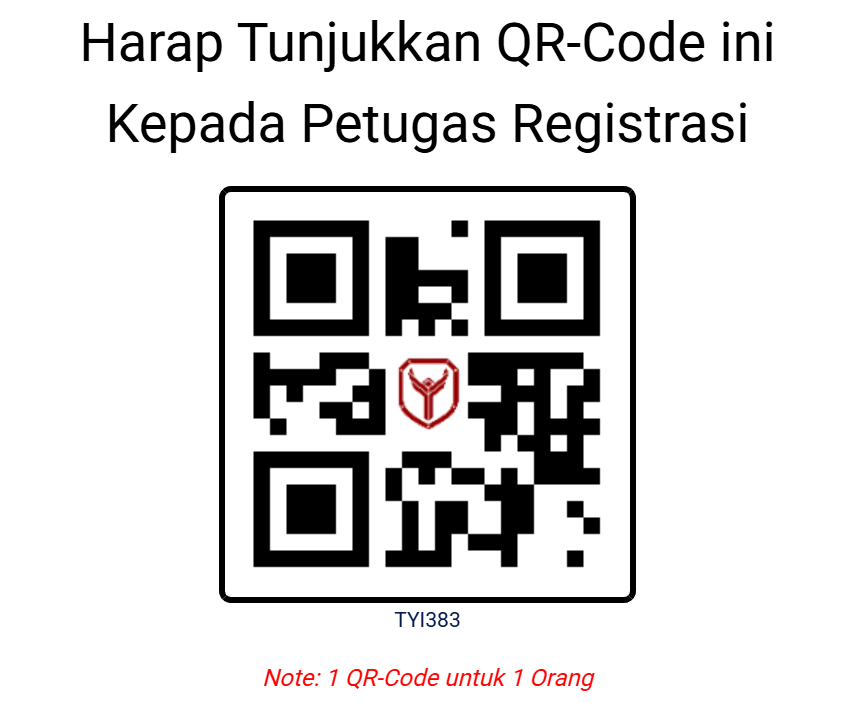 Harap Tunjukkan QR-Code ini
Kepada Petugas Registrasi
TYI383
Note: 1 QR-Code untuk 1 Orang